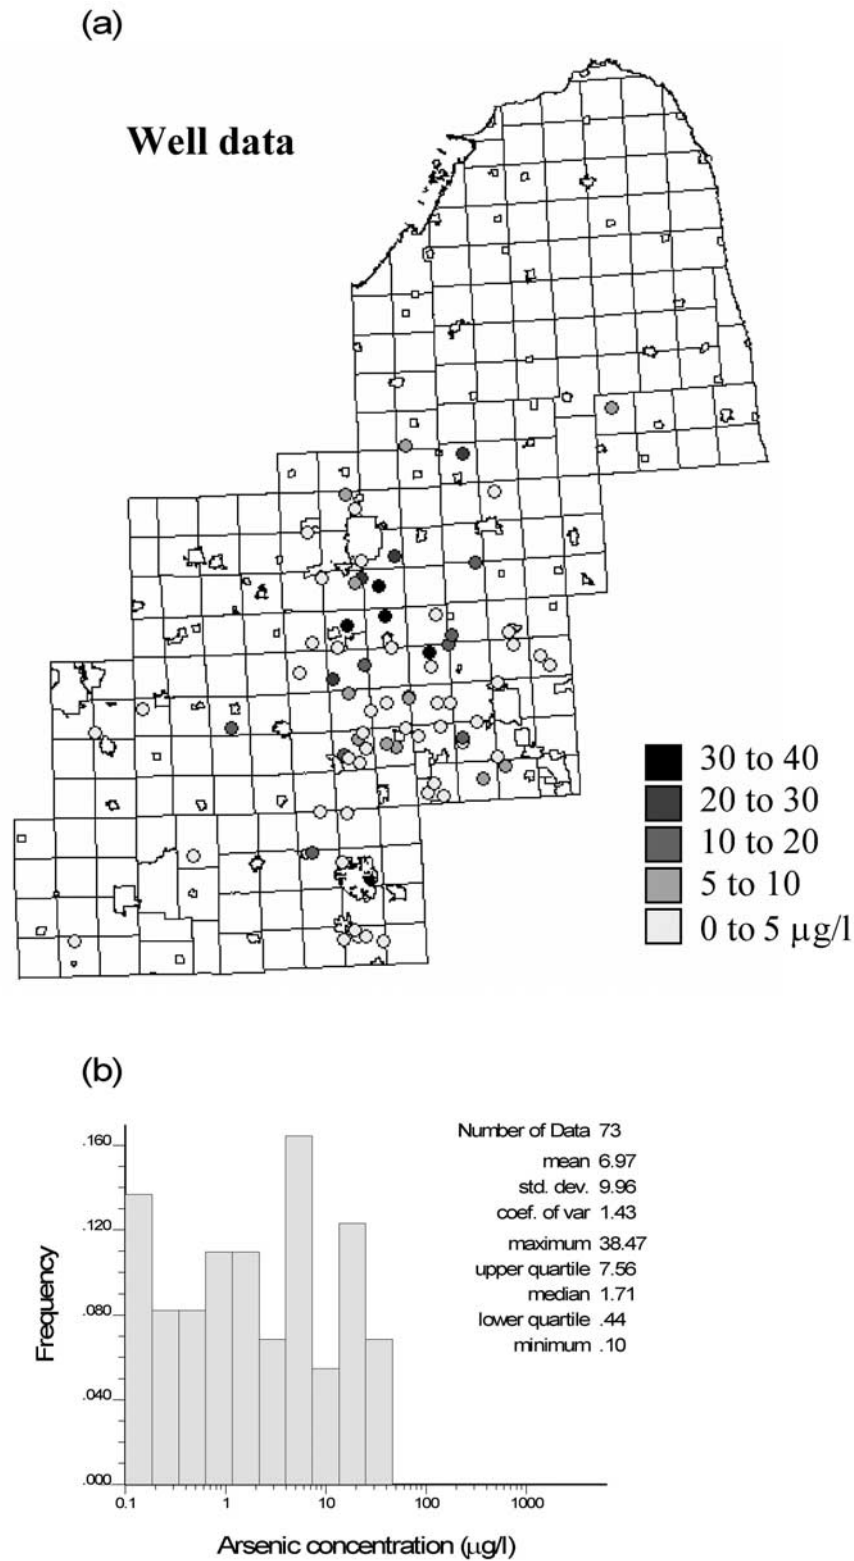 (a)
Well data
30 to 40
20 to 30
10 to 20
5 to 10
0 to 5 µg/l
(b)
.160
.120
.080
.040
.000
Frequency
0.1 1 10 100 1000
Arsenic concentration (µg/l)
Number of Data 73
mean 6.97
std. dev. 9.96
coef. of var 1.43
maximum 38.47
upper quartile 7.56
median 1.71
lower quartile .44
minimum .10